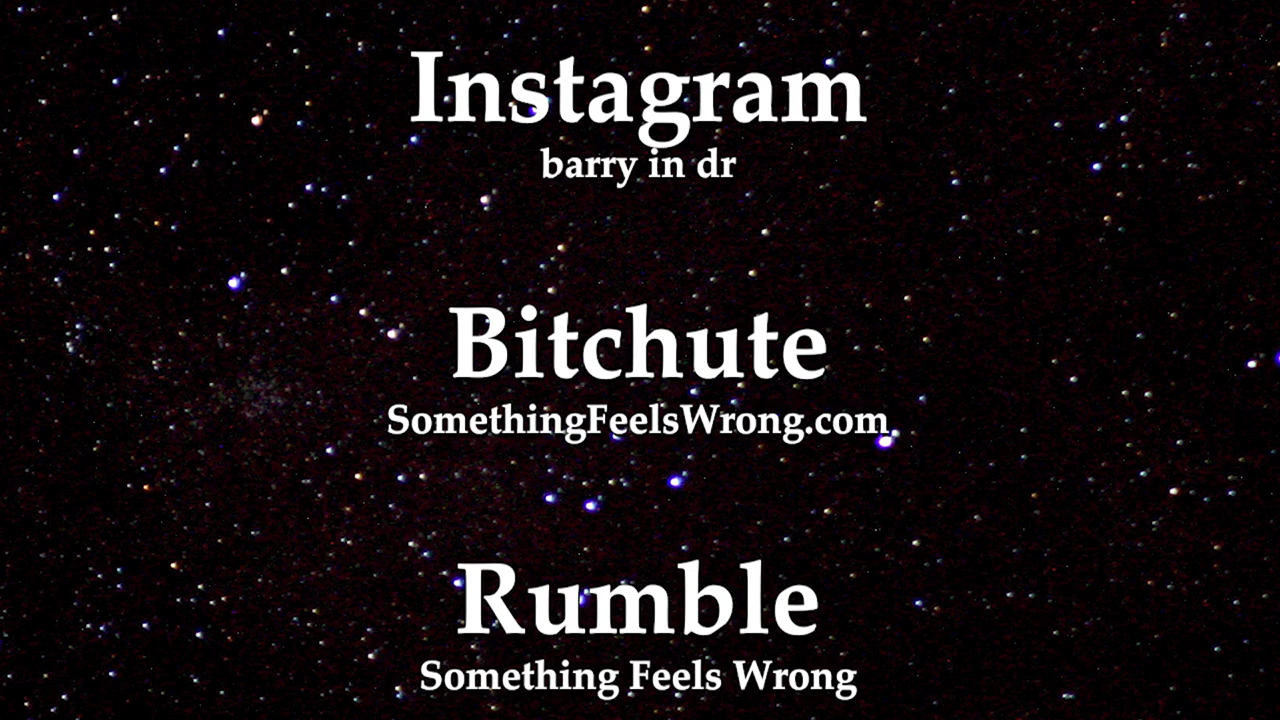 Instagram
barry in dr
Bitchute
SomethingFeelsWrong.com
Rumble
Something Feels Wrong